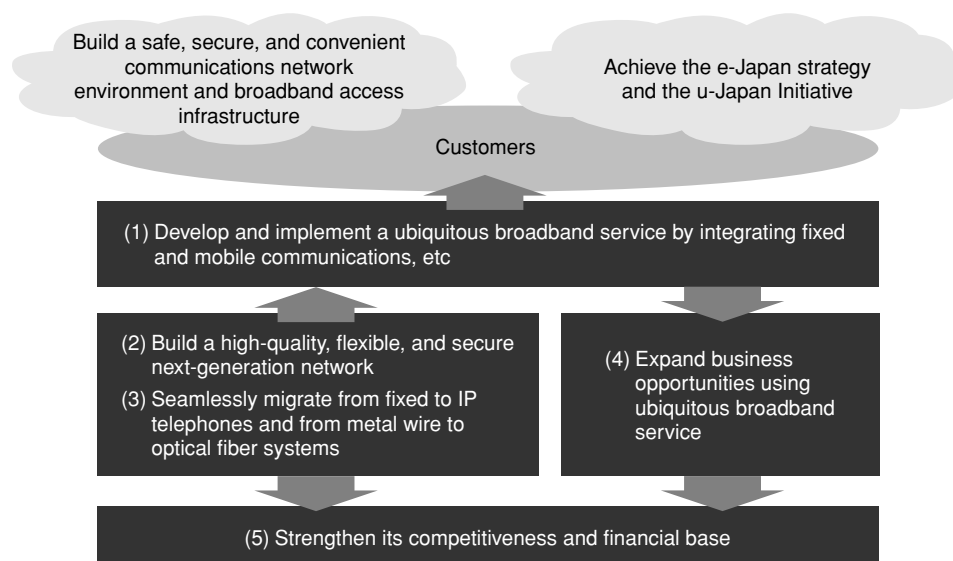 Build a safe, secure, and convenient
communications network
environment and broadband access
infrastructure
Achieve the e-Japan strategy
and the u-Japan Initiative
Customers
(1) Develop and implement a ubiquitous broadband service by integrating fixed
and mobile communications, etc
(2) Build a high-quality, flexible, and secure
next-generation network
(3) Seamlessly migrate from fixed to IP
telephones and from metal wire to
optical fiber systems
(4) Expand business
opportunities using
ubiquitous broadband
service
(5) Strengthen its competitiveness and financial base